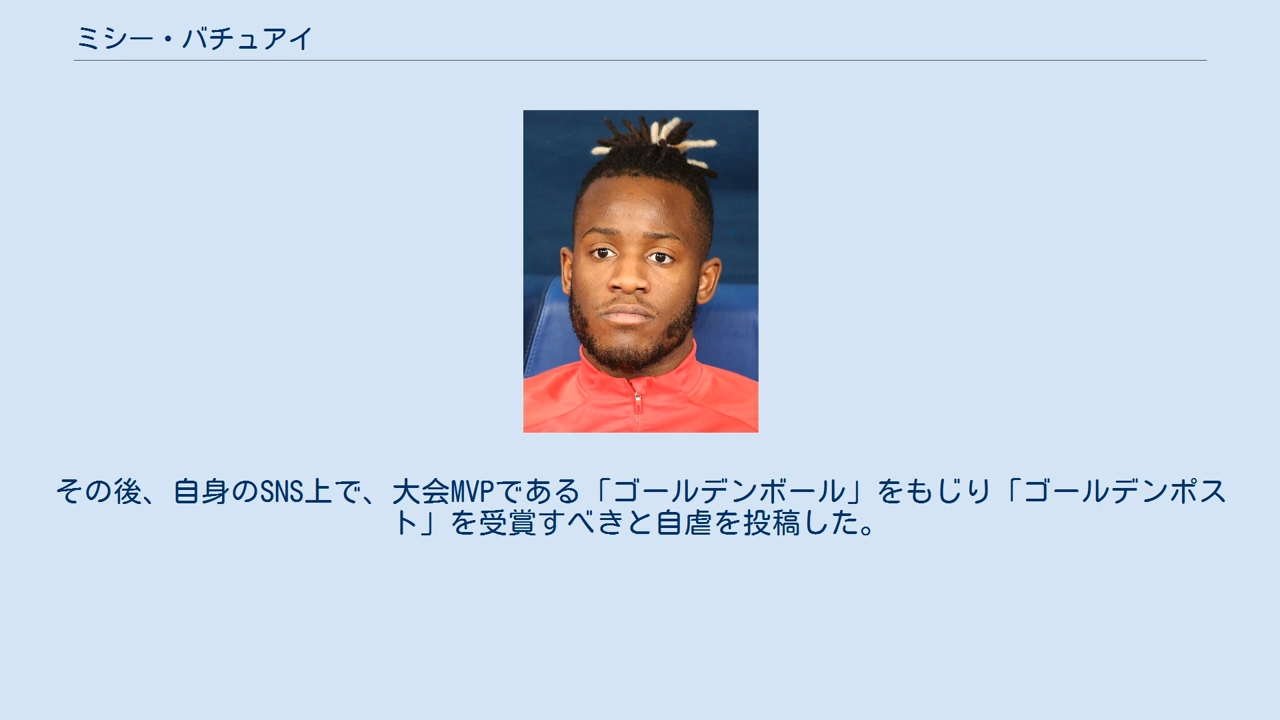 ミシー・バチュアイ
その後、自身のSNS上で、大会MVPである「ゴールデンボール」をもじり「ゴールデンポス
ト」を受賞すべきと自虐を投稿した。